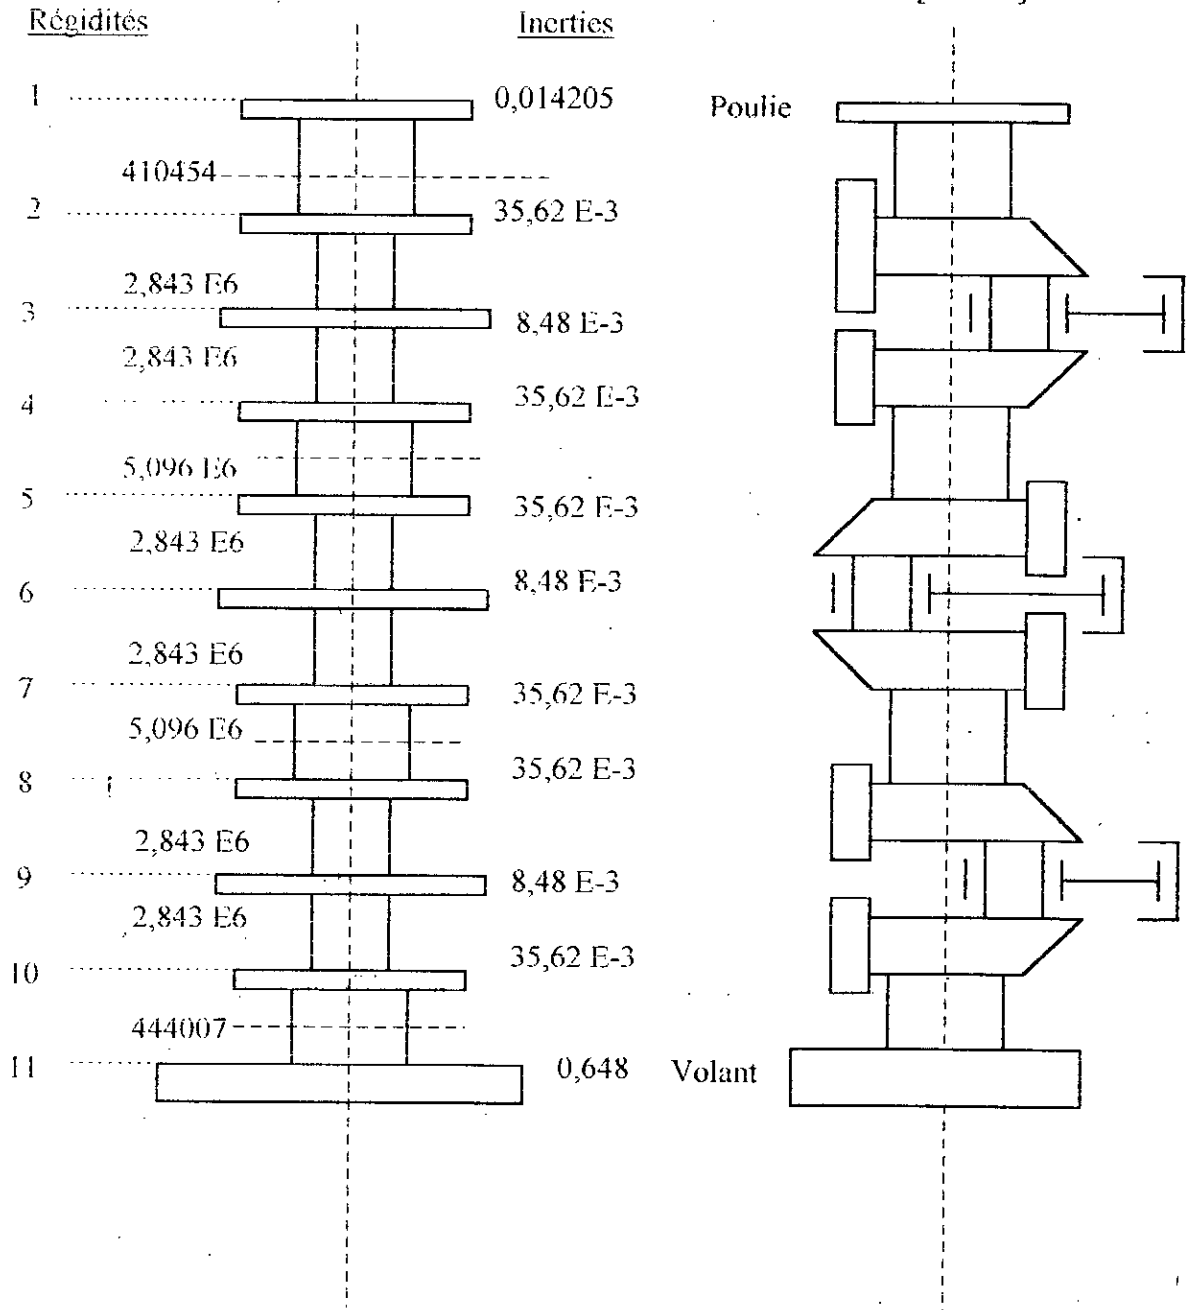 Régidités Inerties
1 0,014205 Poulie
410454
2 35,62 E-3
2,843 E6
3 8,48 E-3
2,843 E6
4 35,62 E-3
5,096 E6
5 35,62 E-3
2,843 E6
6 8,48 E-3
2,843 E6
7 35,62 E-3
5,096 E6
8 35,62 E-3
2,843 E6
9 8,48 E-3
2,843 E6
10 35,62 E-3
444007
11 0,648 Volant